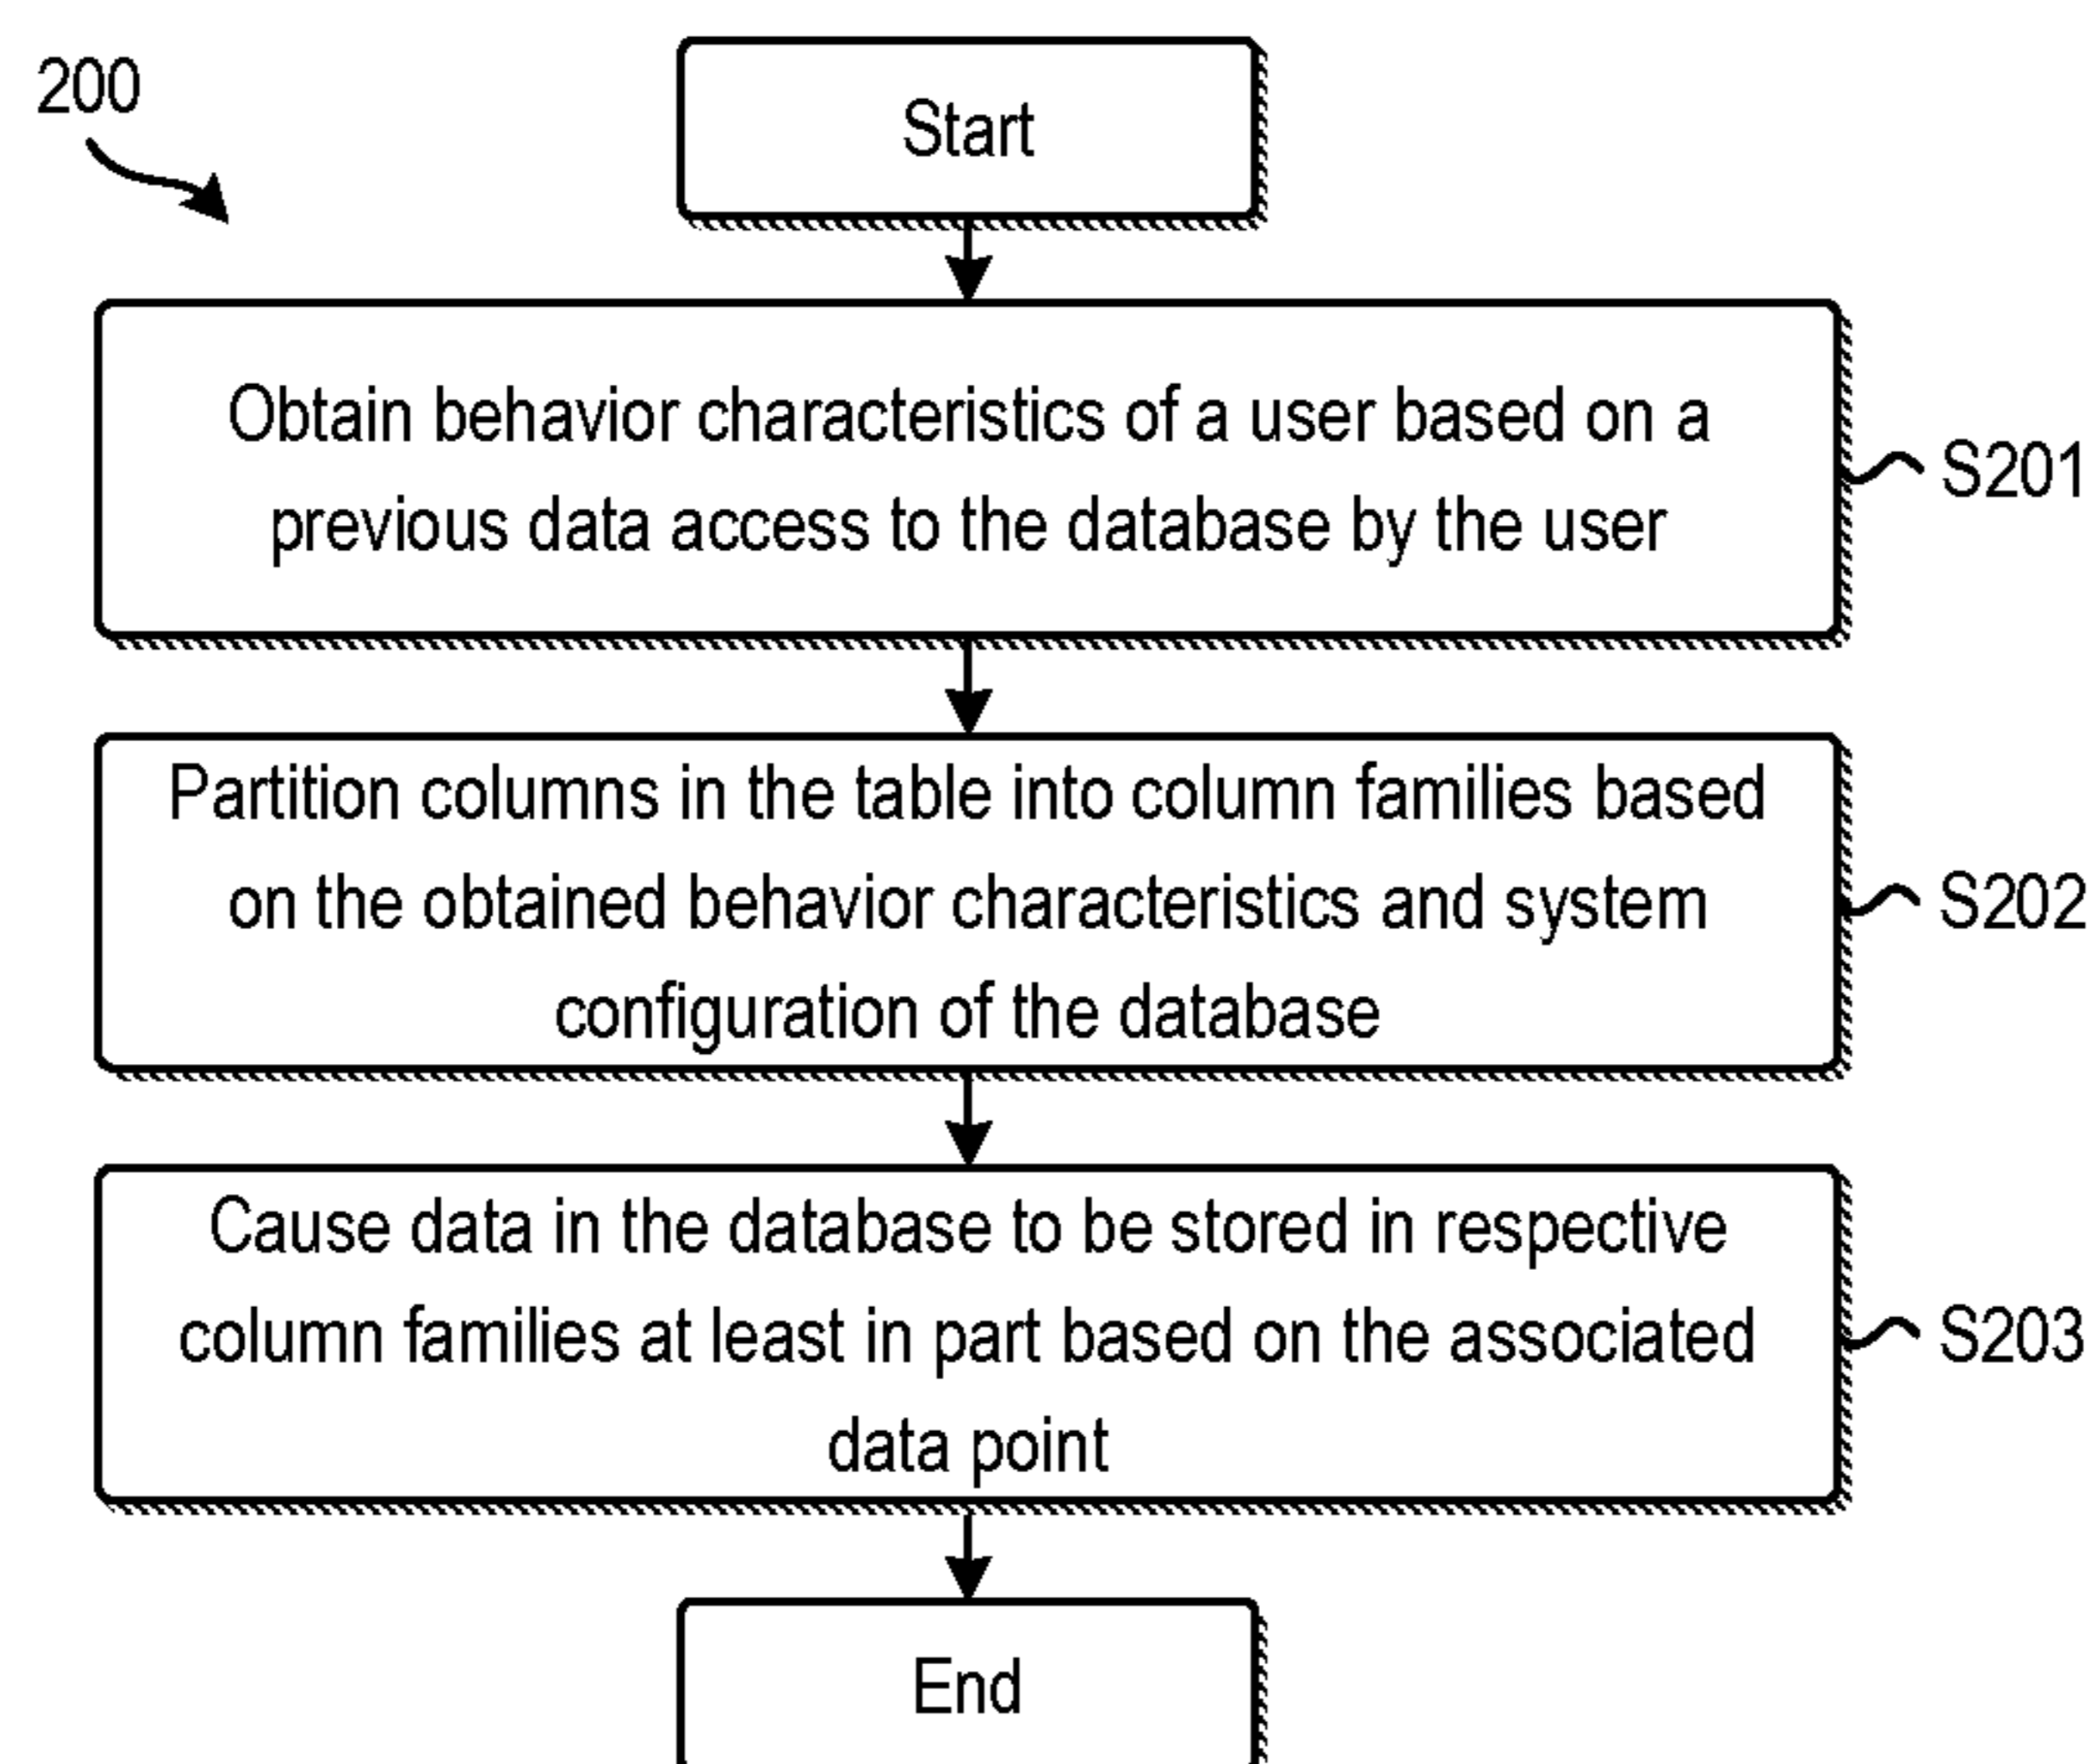 200
Start
Obtain behavior characteristics of a user based on a
previous data access to the database by the user
S201
Partition columns in the table into column families based
on the obtained behavior characteristics and system
configuration of the database
S202
Cause data in the database to be stored in respective
column families at least in part based on the associated
data point
S203
End